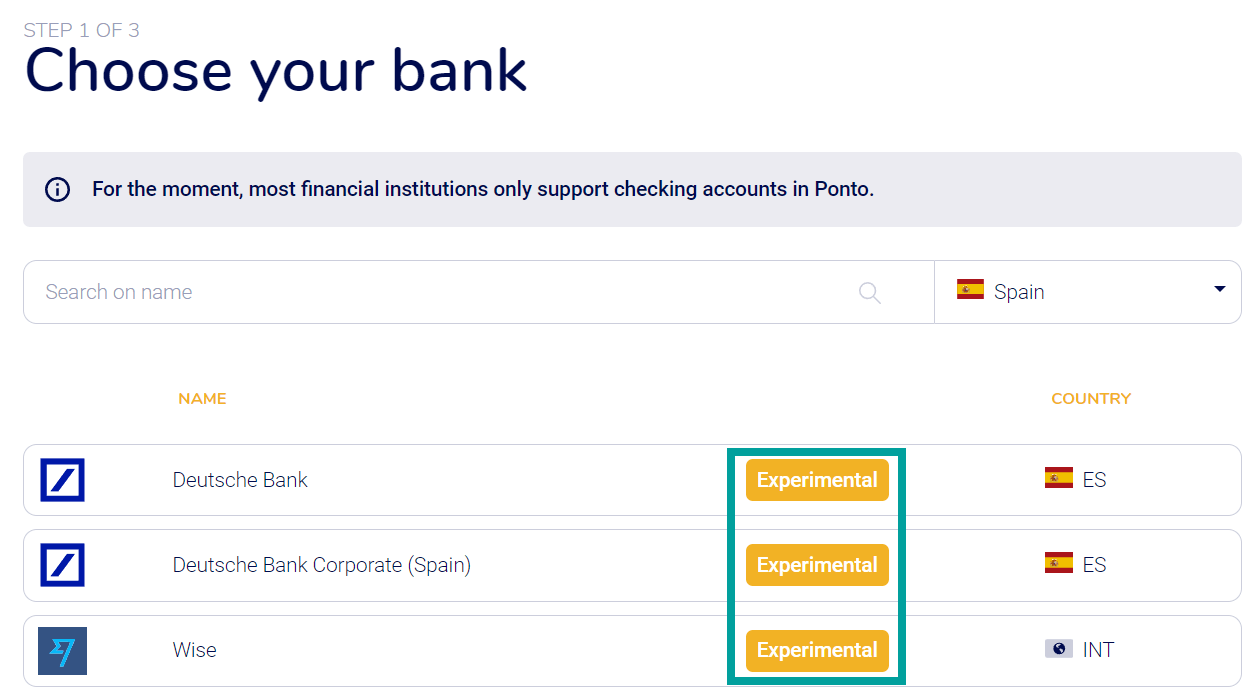 STEP 1 OF 3
Choose your bank
For the moment, most financial institutions only support checking accounts in Ponto.
Search on name
Spain
NAME COUNTRY
Deutsche Bank Experimental ES
Deutsche Bank Corporate (Spain) Experimental ES
Wise Experimental INT